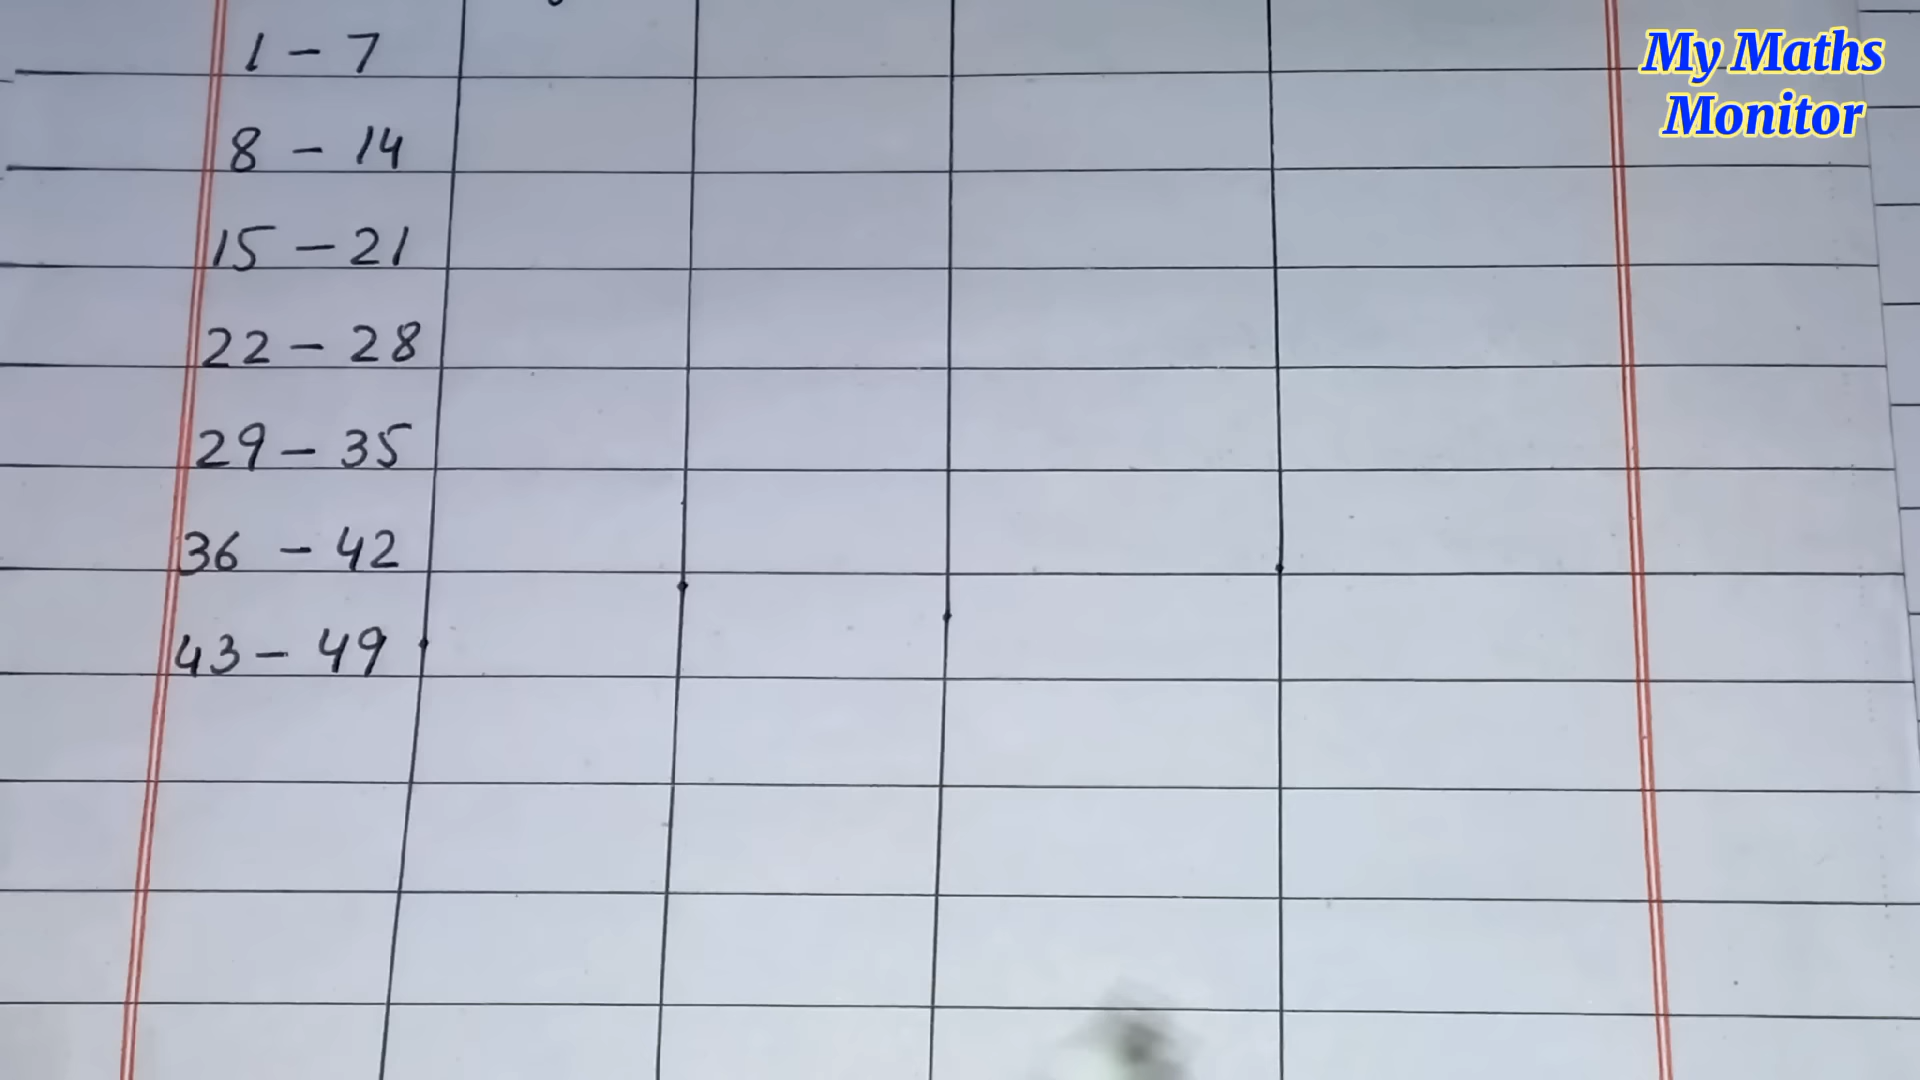 1 - 7
8 - 14
15 - 21
22 - 28
29 - 35
36 - 42
43 - 49
My Maths
Monitor